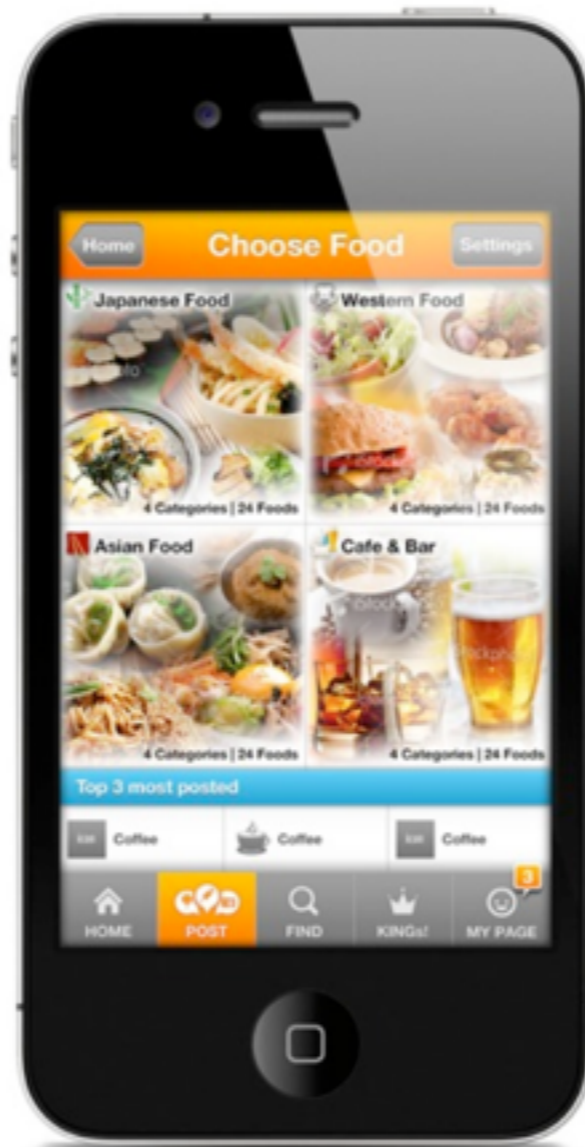 Home
Choose Food
Settings
Japanese Food
Western Food
4 Categories | 24 Foods
4 Categories | 24 Foods
Asian Food
Cafe & Bar
4 Categories | 24 Foods
4 Categories | 24 Foods
Top 3 most posted
Coffee
Coffee
Coffee
HOME
POST
FIND
KINGs!
3
MY PAGE